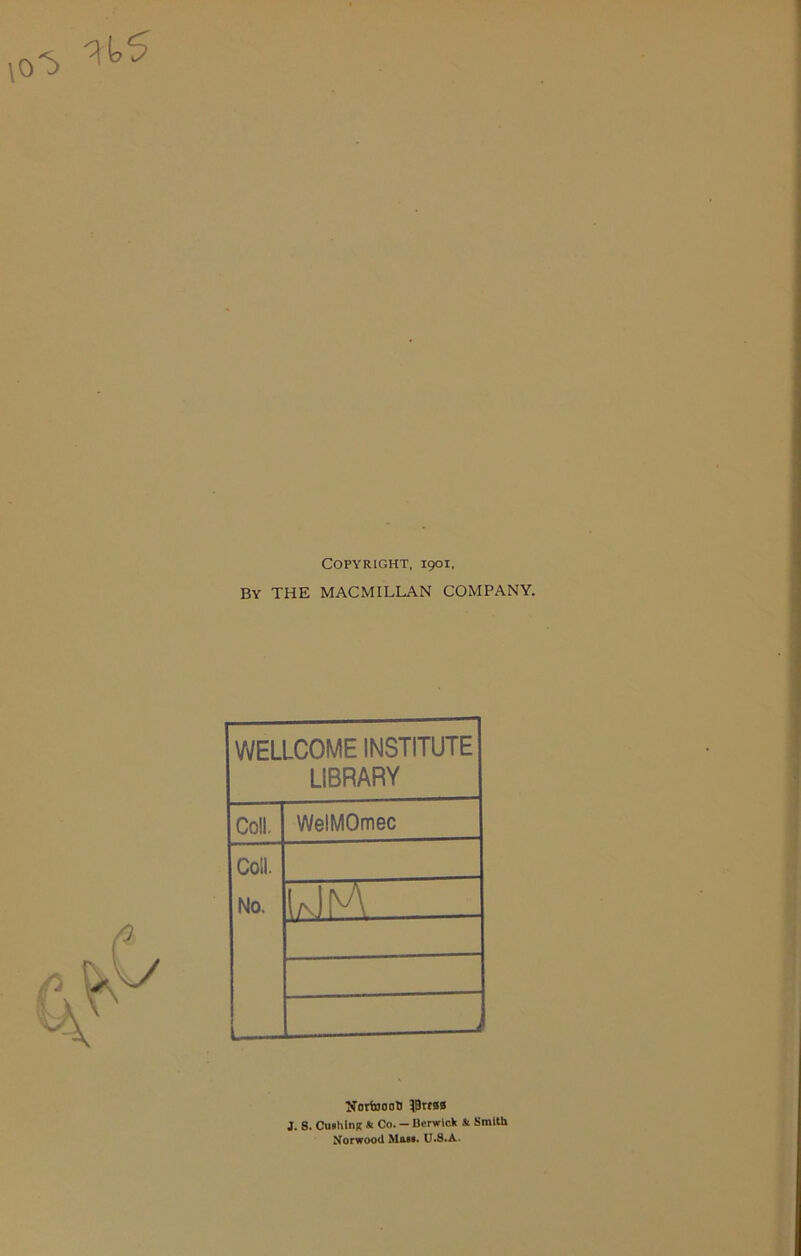 COPYRIGHT, 1901,
BY THE MACMILLAN COMPANY.
WELLCOME INSTITUTE
LIBRARY
Coll. WelMOmec
Coll.
No. WM
Norwood Press
J. S. Cushing & Co. – Berwick & Smith
Norwood Mass. U.S.A.